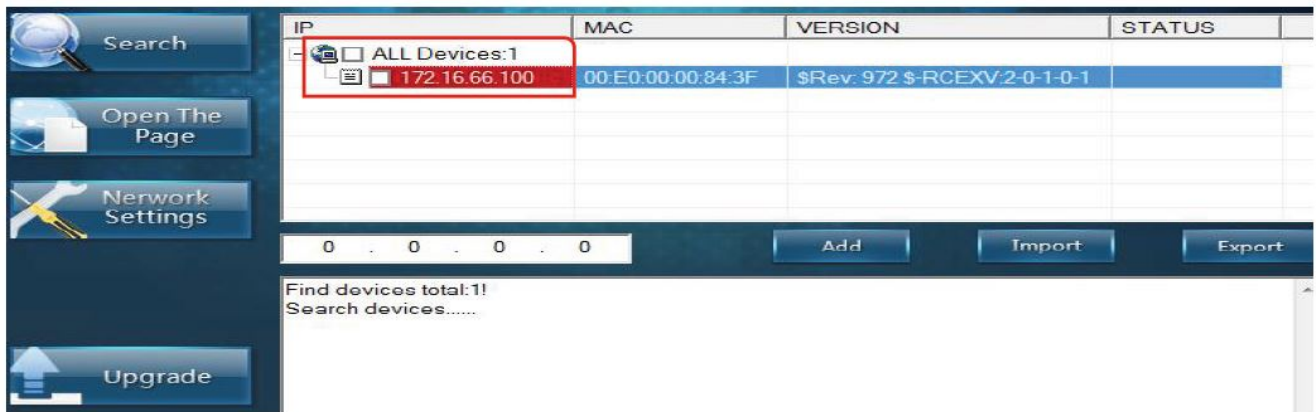 Search
Open The
Page
Nerwork
Settings
Upgrade
IP MAC VERSION STATUS
ALL Devices:1
172.16.66.100 00:E0:00:00:84:3F $Rev: 972 $-RCEXV:2-0-1-0-1
0 . 0 . 0 . 0 Add Import Export
Find devices total:1!
Search devices......